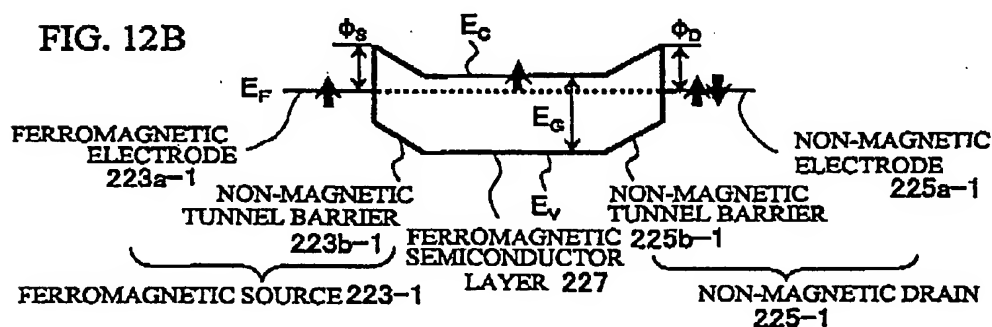 FIG. 12B
ϕS
EC
ϕD
EF
EG
FERROMAGNETIC
ELECTRODE
223a-1
NON-MAGNETIC
ELECTRODE
225a-1
NON-MAGNETIC
TUNNEL BARRIER
223b-1
EV
NON-MAGNETIC
TUNNEL BARRIER
225b-1
FERROMAGNETIC
SEMICONDUCTOR
LAYER 227
FERROMAGNETIC SOURCE 223-1
NON-MAGNETIC DRAIN
225-1